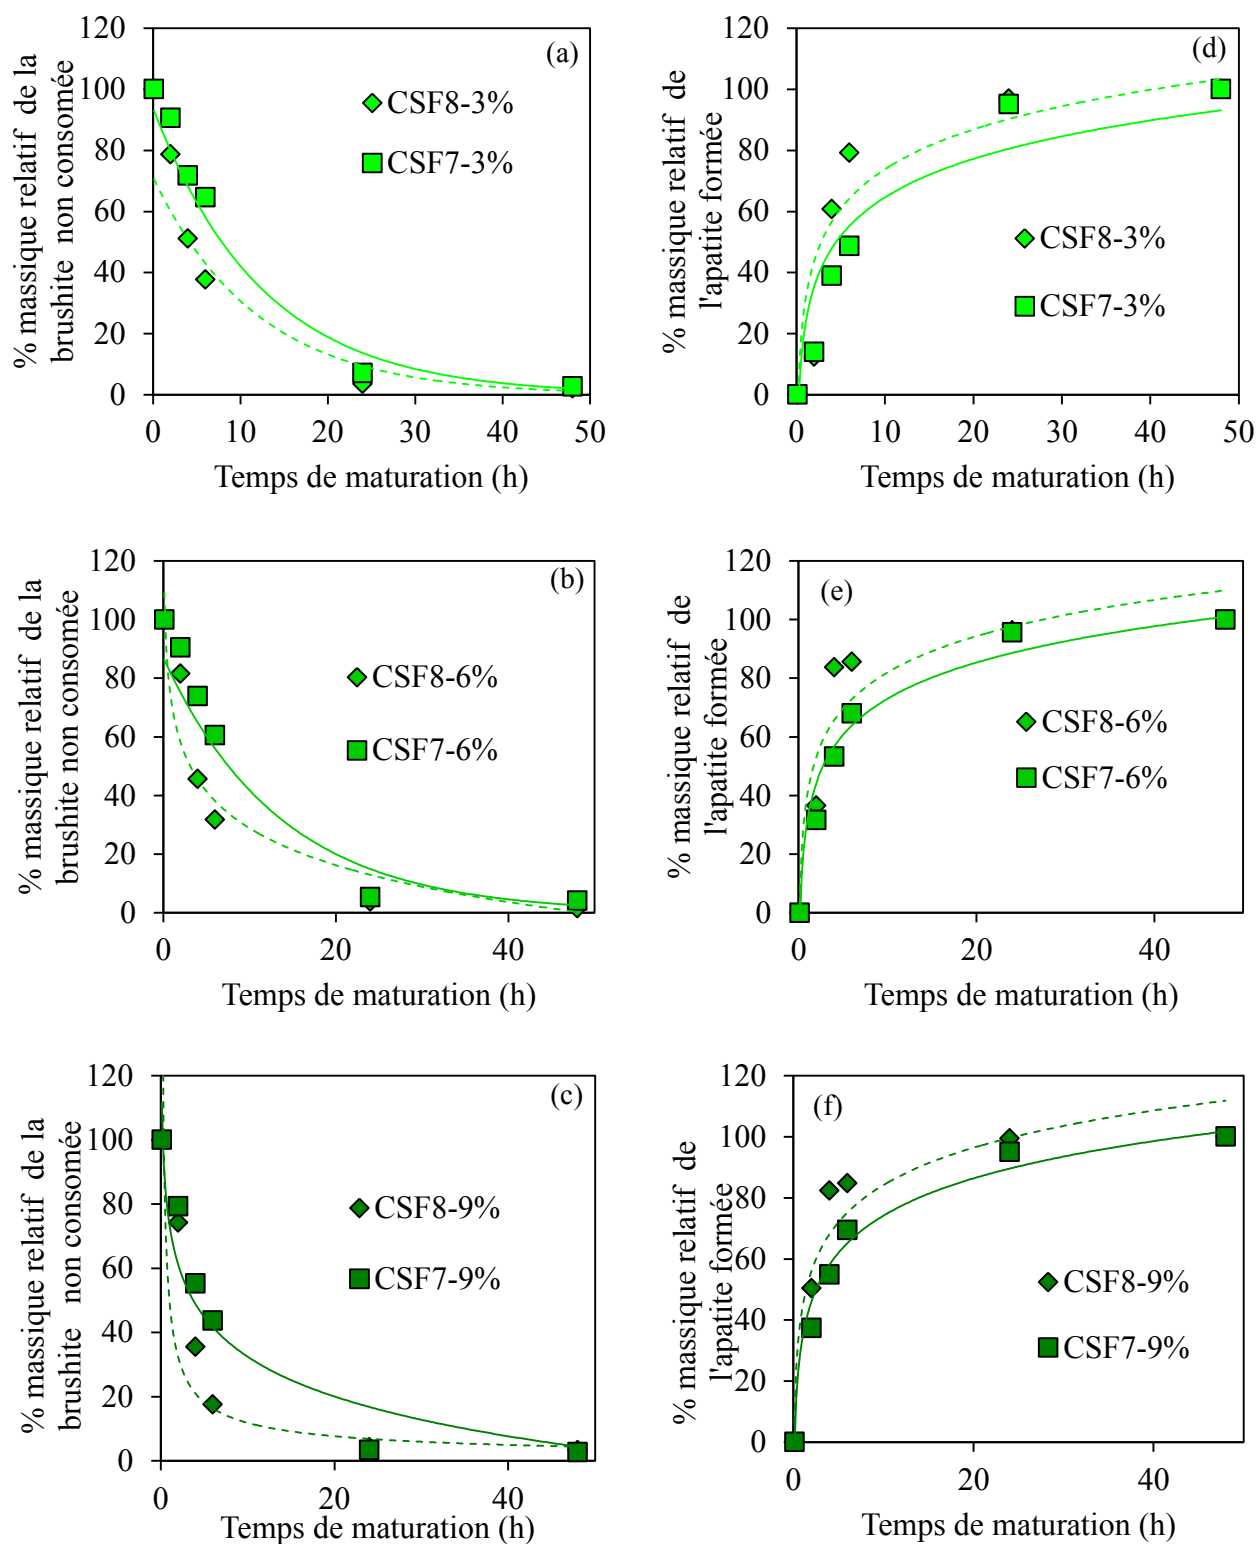 120
100
80
60
40
20
0
0 10 20 30 40 50
% massique relatif de la
brushite non consomée
Temps de maturation (h)
(a)
CSF8-3%
CSF7-3%
120
100
80
60
40
20
0
0 10 20 30 40 50
% massique relatif de
l'apatite formée
Temps de maturation (h)
(d)
CSF8-3%
CSF7-3%
120
100
80
60
40
20
0
0 20 40
% massique relatif de la
brushite non consomée
Temps de maturation (h)
(b)
CSF8-6%
CSF7-6%
120
100
80
60
40
20
0
0 20 40
% massique relatif de
l'apatite formée
Temps de maturation (h)
(e)
CSF8-6%
CSF7-6%
120
100
80
60
40
20
0
0 20 40
% massique relatif de la
brushite non consomée
Temps de maturation (h)
(c)
CSF8-9%
CSF7-9%
120
100
80
60
40
20
0
0 20 40
% massique relatif de
l'apatite formée
Temps de maturation (h)
(f)
CSF8-9%
CSF7-9%